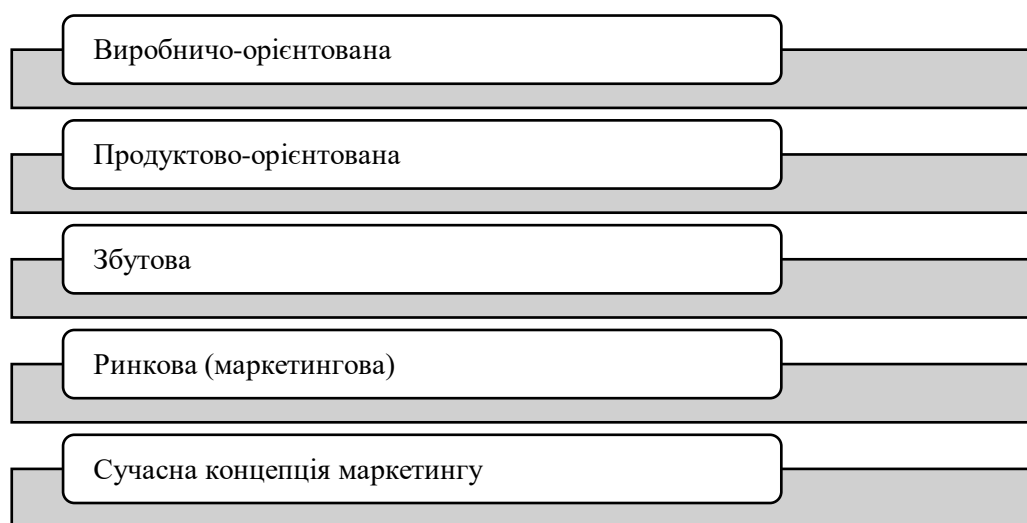 Виробничо-орієнтована
Продуктово-орієнтована
Збутова
Ринкова (маркетингова)
Сучасна концепція маркетингу